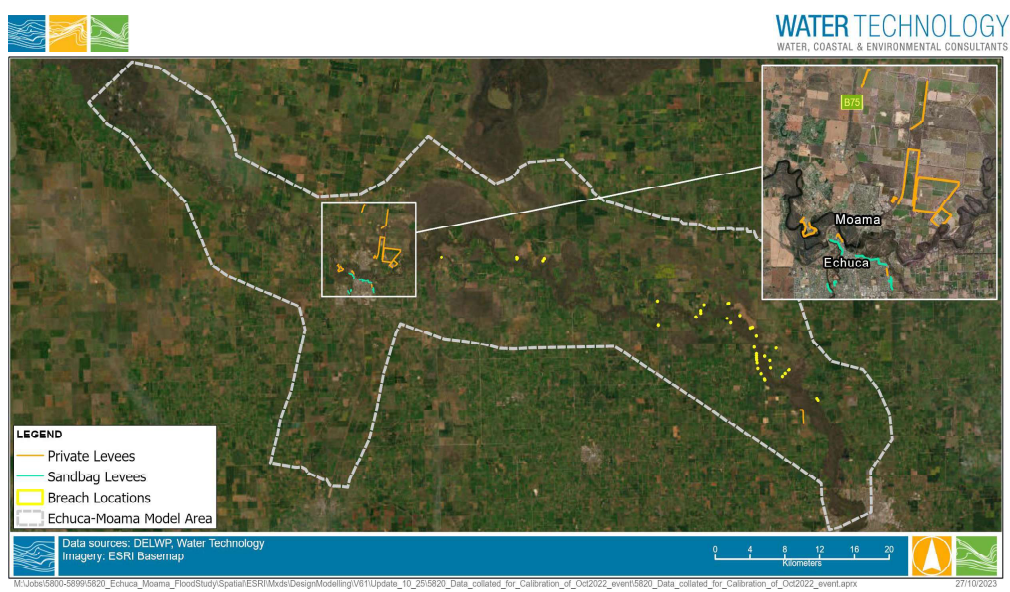 WATER TECHNOLOGY
WATER, COASTAL & ENVIRONMENTAL CONSULTANTS
B75
Moama
Echuca
LEGEND
Private Levees
Sandbag Levees
Breach Locations
Echuca-Moama Model Area
Data sources: DELWP, Water Technology
Imagery: ESRI Basemap
0 4 8 12 16 20
Kilometers
M:\Jobs\5800-5899\5820_Echuca_Moama_FloodStudy\Spatial\ESRI\Mxds\DesignModelling\V61\Update_10_25\5820_Data_collated_for_Calibration_of_Oct2022_event\5820_Data_collated_for_Calibration_of_Oct2022_event.aprx
27/10/2023